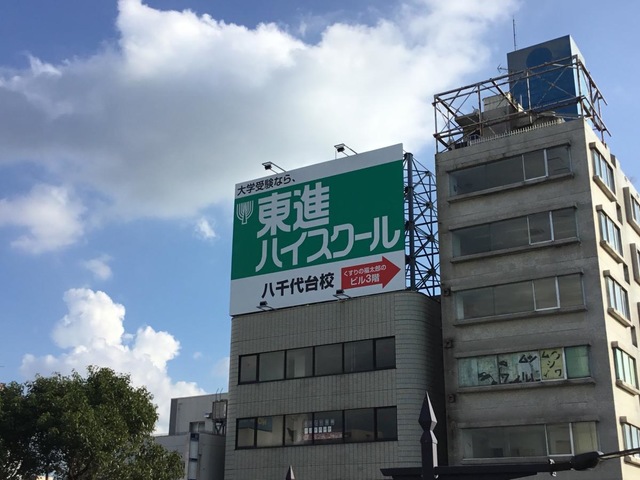 大学受験なら、
東進
ハイスクール
八千代台校
くすりの福太郎の
ビル3階